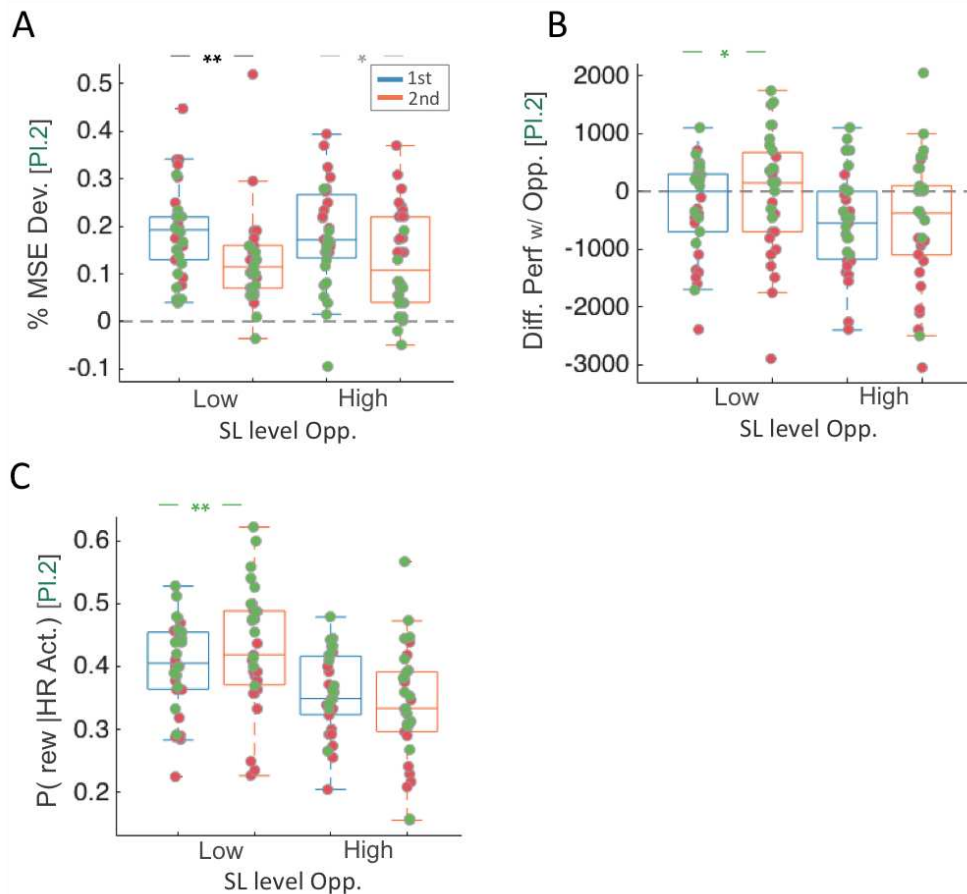 A
B
** *
*
1st
2nd
0.5
0.4
0.3
0.2
0.1
0
-0.1
% MSE Dev. [Pl.2]
Low High
SL level Opp.
2000
1000
0
-1000
-2000
-3000
Diff. Perf w/ Opp. [Pl.2]
Low High
SL level Opp.
C
**
0.6
0.5
0.4
0.3
0.2
P( rew |HR Act.) [Pl.2]
Low High
SL level Opp.